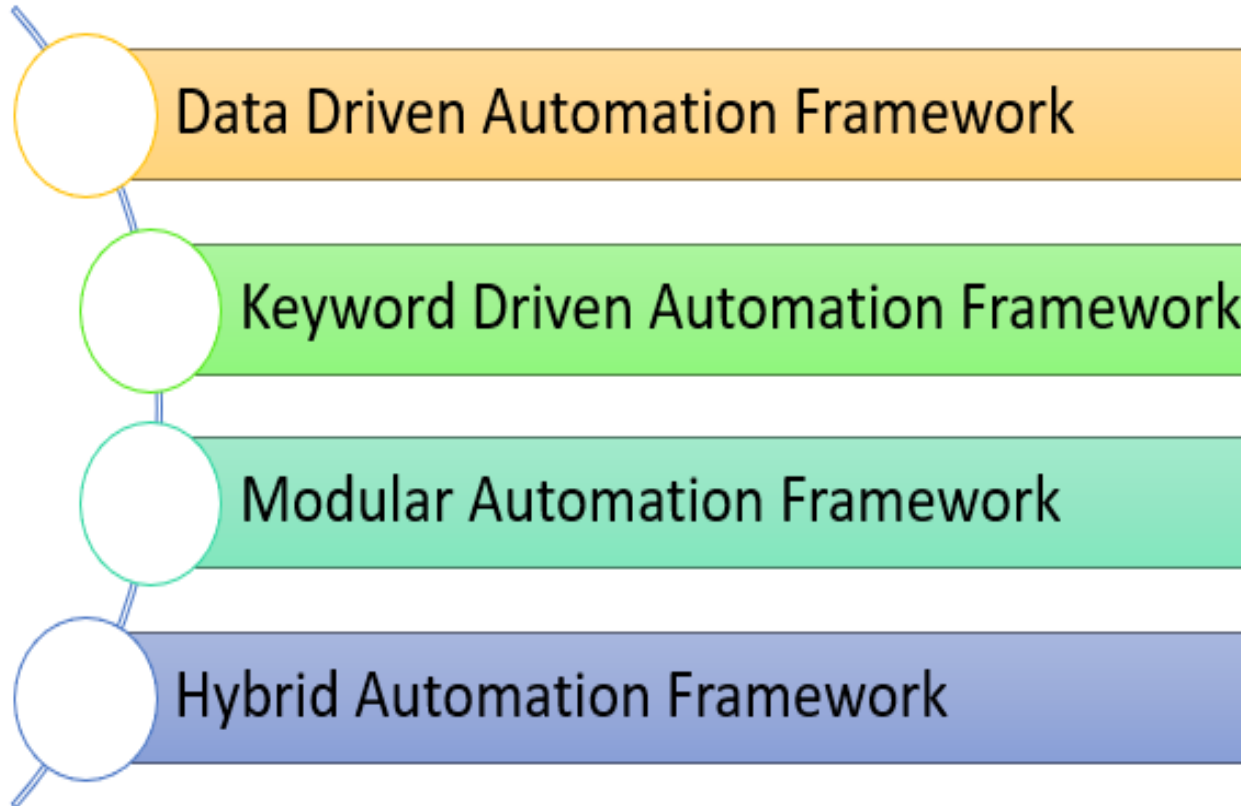 Data Driven Automation Framework
Keyword Driven Automation Framework
Modular Automation Framework
Hybrid Automation Framework